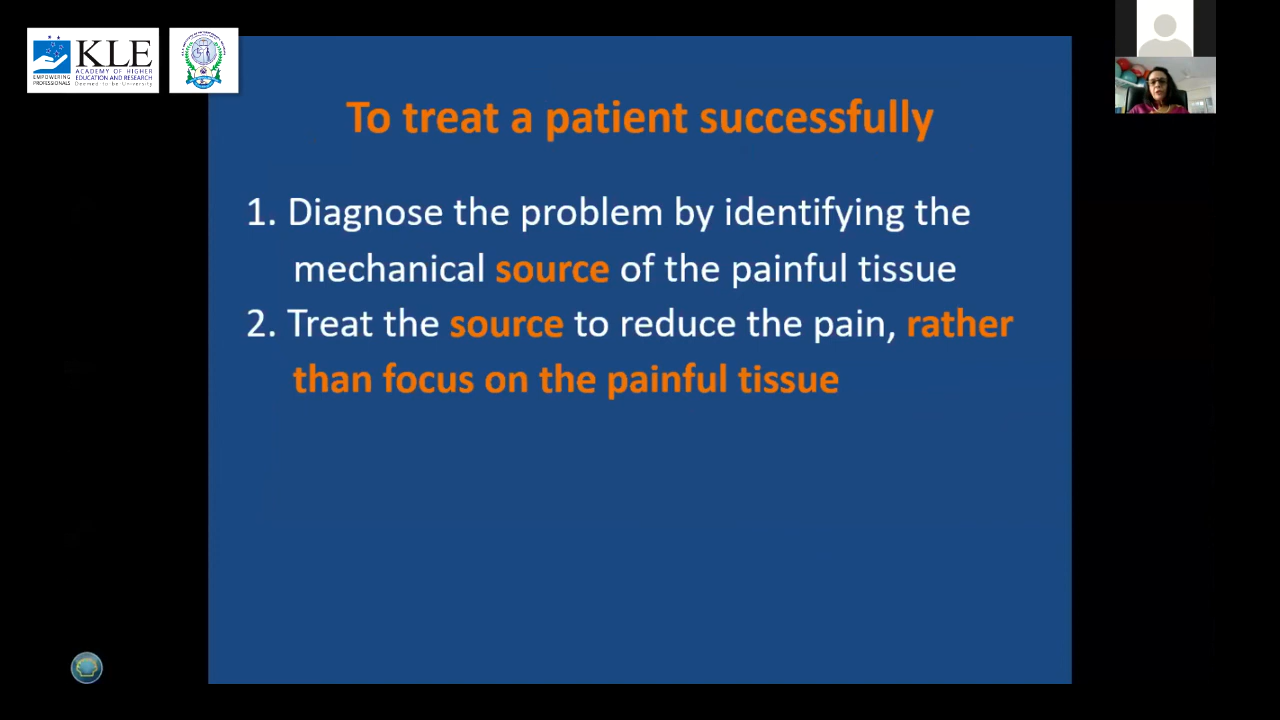 KLE
ACADEMY OF HIGHER
EDUCATION AND RESEARCH
Deemed-to-be-University
EMPOWERING
PROFESSIONALS
To treat a patient successfully
1. Diagnose the problem by identifying the
mechanical source of the painful tissue
2. Treat the source to reduce the pain, rather
than focus on the painful tissue